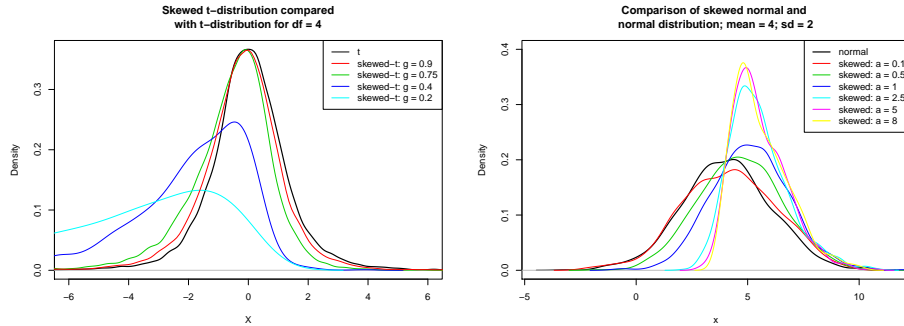 Skewed t−distribution compared
with t−distribution for df = 4
t
skewed−t: g = 0.9
skewed−t: g = 0.75
skewed−t: g = 0.4
skewed−t: g = 0.2
Density
0.0
0.1
0.2
0.3
−6
−4
−2
0
2
4
6
X
Comparison of skewed normal and
normal distribution; mean = 4; sd = 2
normal
skewed: a = 0.1
skewed: a = 0.5
skewed: a = 1
skewed: a = 2.5
skewed: a = 5
skewed: a = 8
Density
0.0
0.1
0.2
0.3
0.4
−5
0
5
10
x